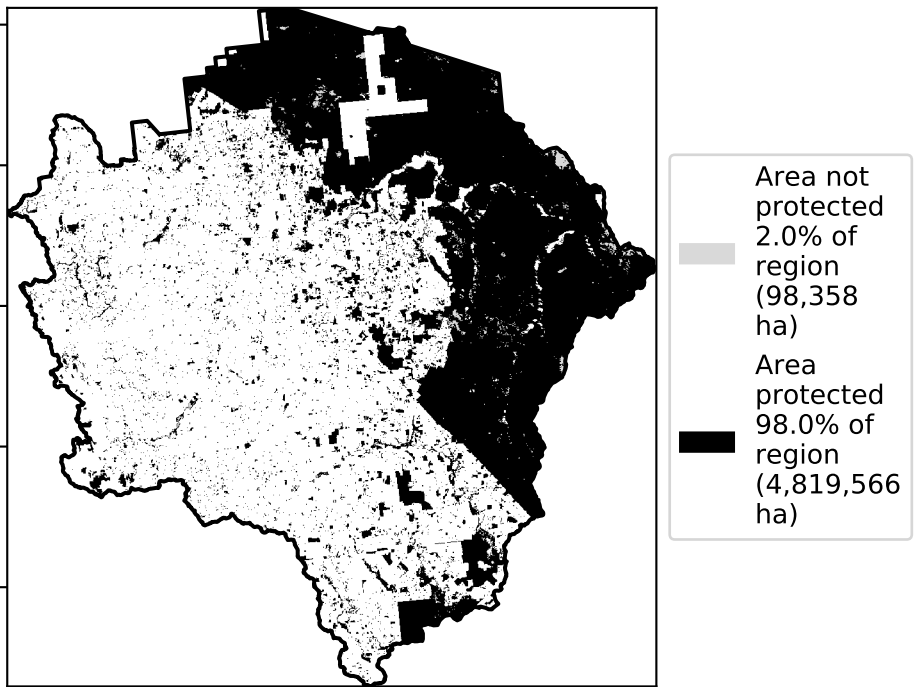 Area not
protected
2.0% of
region
(98,358
ha)
Area
protected
98.0% of
region
(4,819,566
ha)